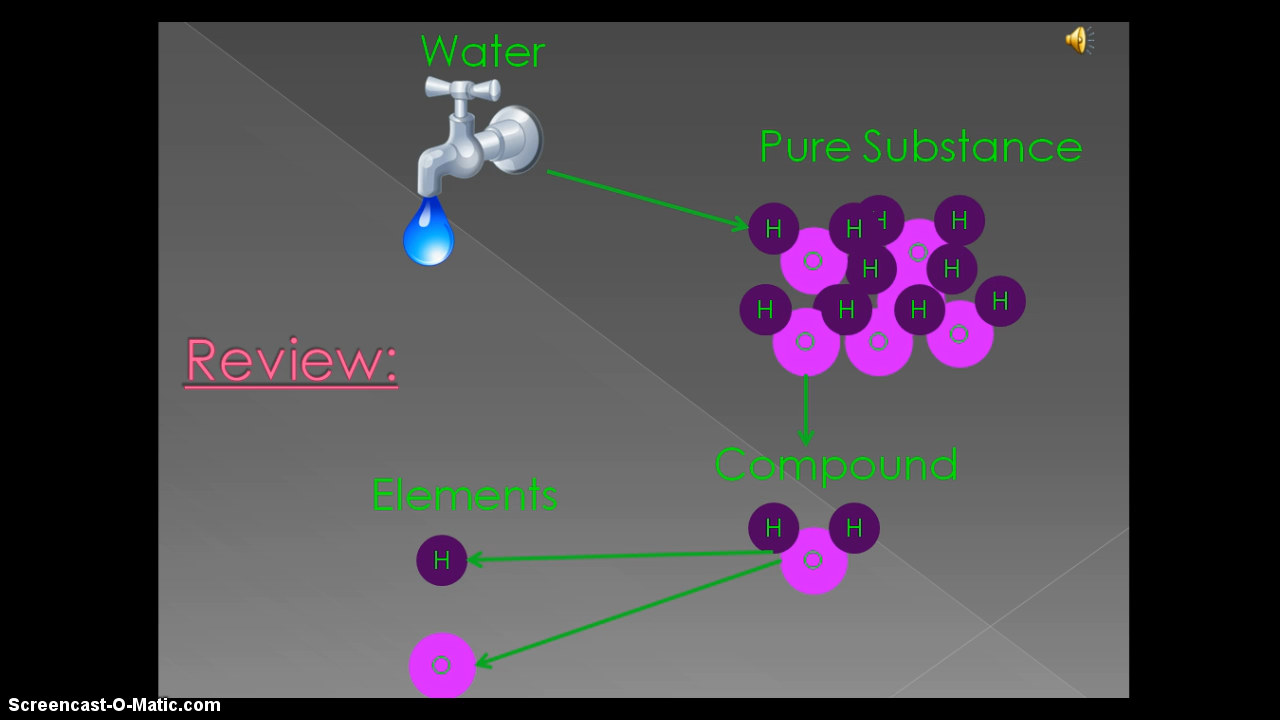 Water
Pure Substance
H H H H
O O
H H
H H H H
O O O
Review:
Compound
Elements
H H
H O
O
Screencast-O-Matic.com